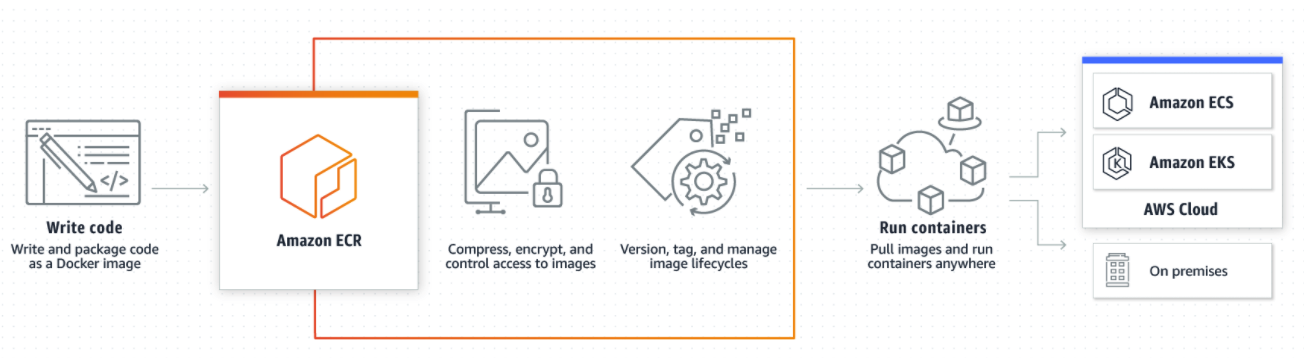 Write code
Write and package code
as a Docker image
</>
Amazon ECR
Compress, encrypt, and
control access to images
Version, tag, and manage
image lifecycles
Run containers
Pull images and run
containers anywhere
Amazon ECS
K
Amazon EKS
AWS Cloud
On premises